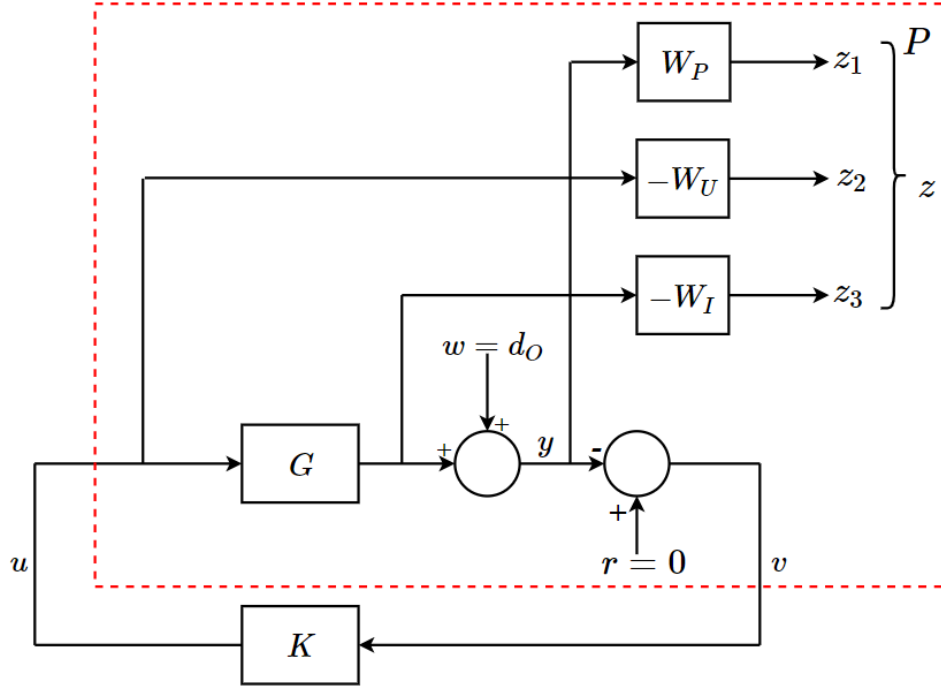 W_P
z_1
P
-W_U
z_2
z
-W_I
z_3
w = d_O
+
+
y
-
G
+
r = 0
u
v
K